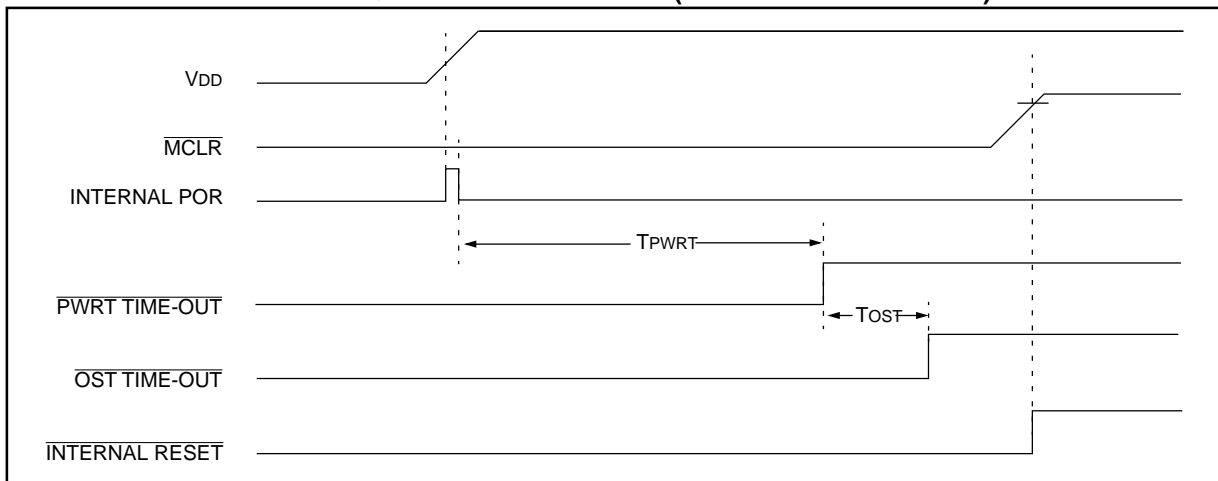 VDD
MCLR
INTERNAL POR
TPWRT
PWRT TIME-OUT
TOST
OST TIME-OUT
INTERNAL RESET